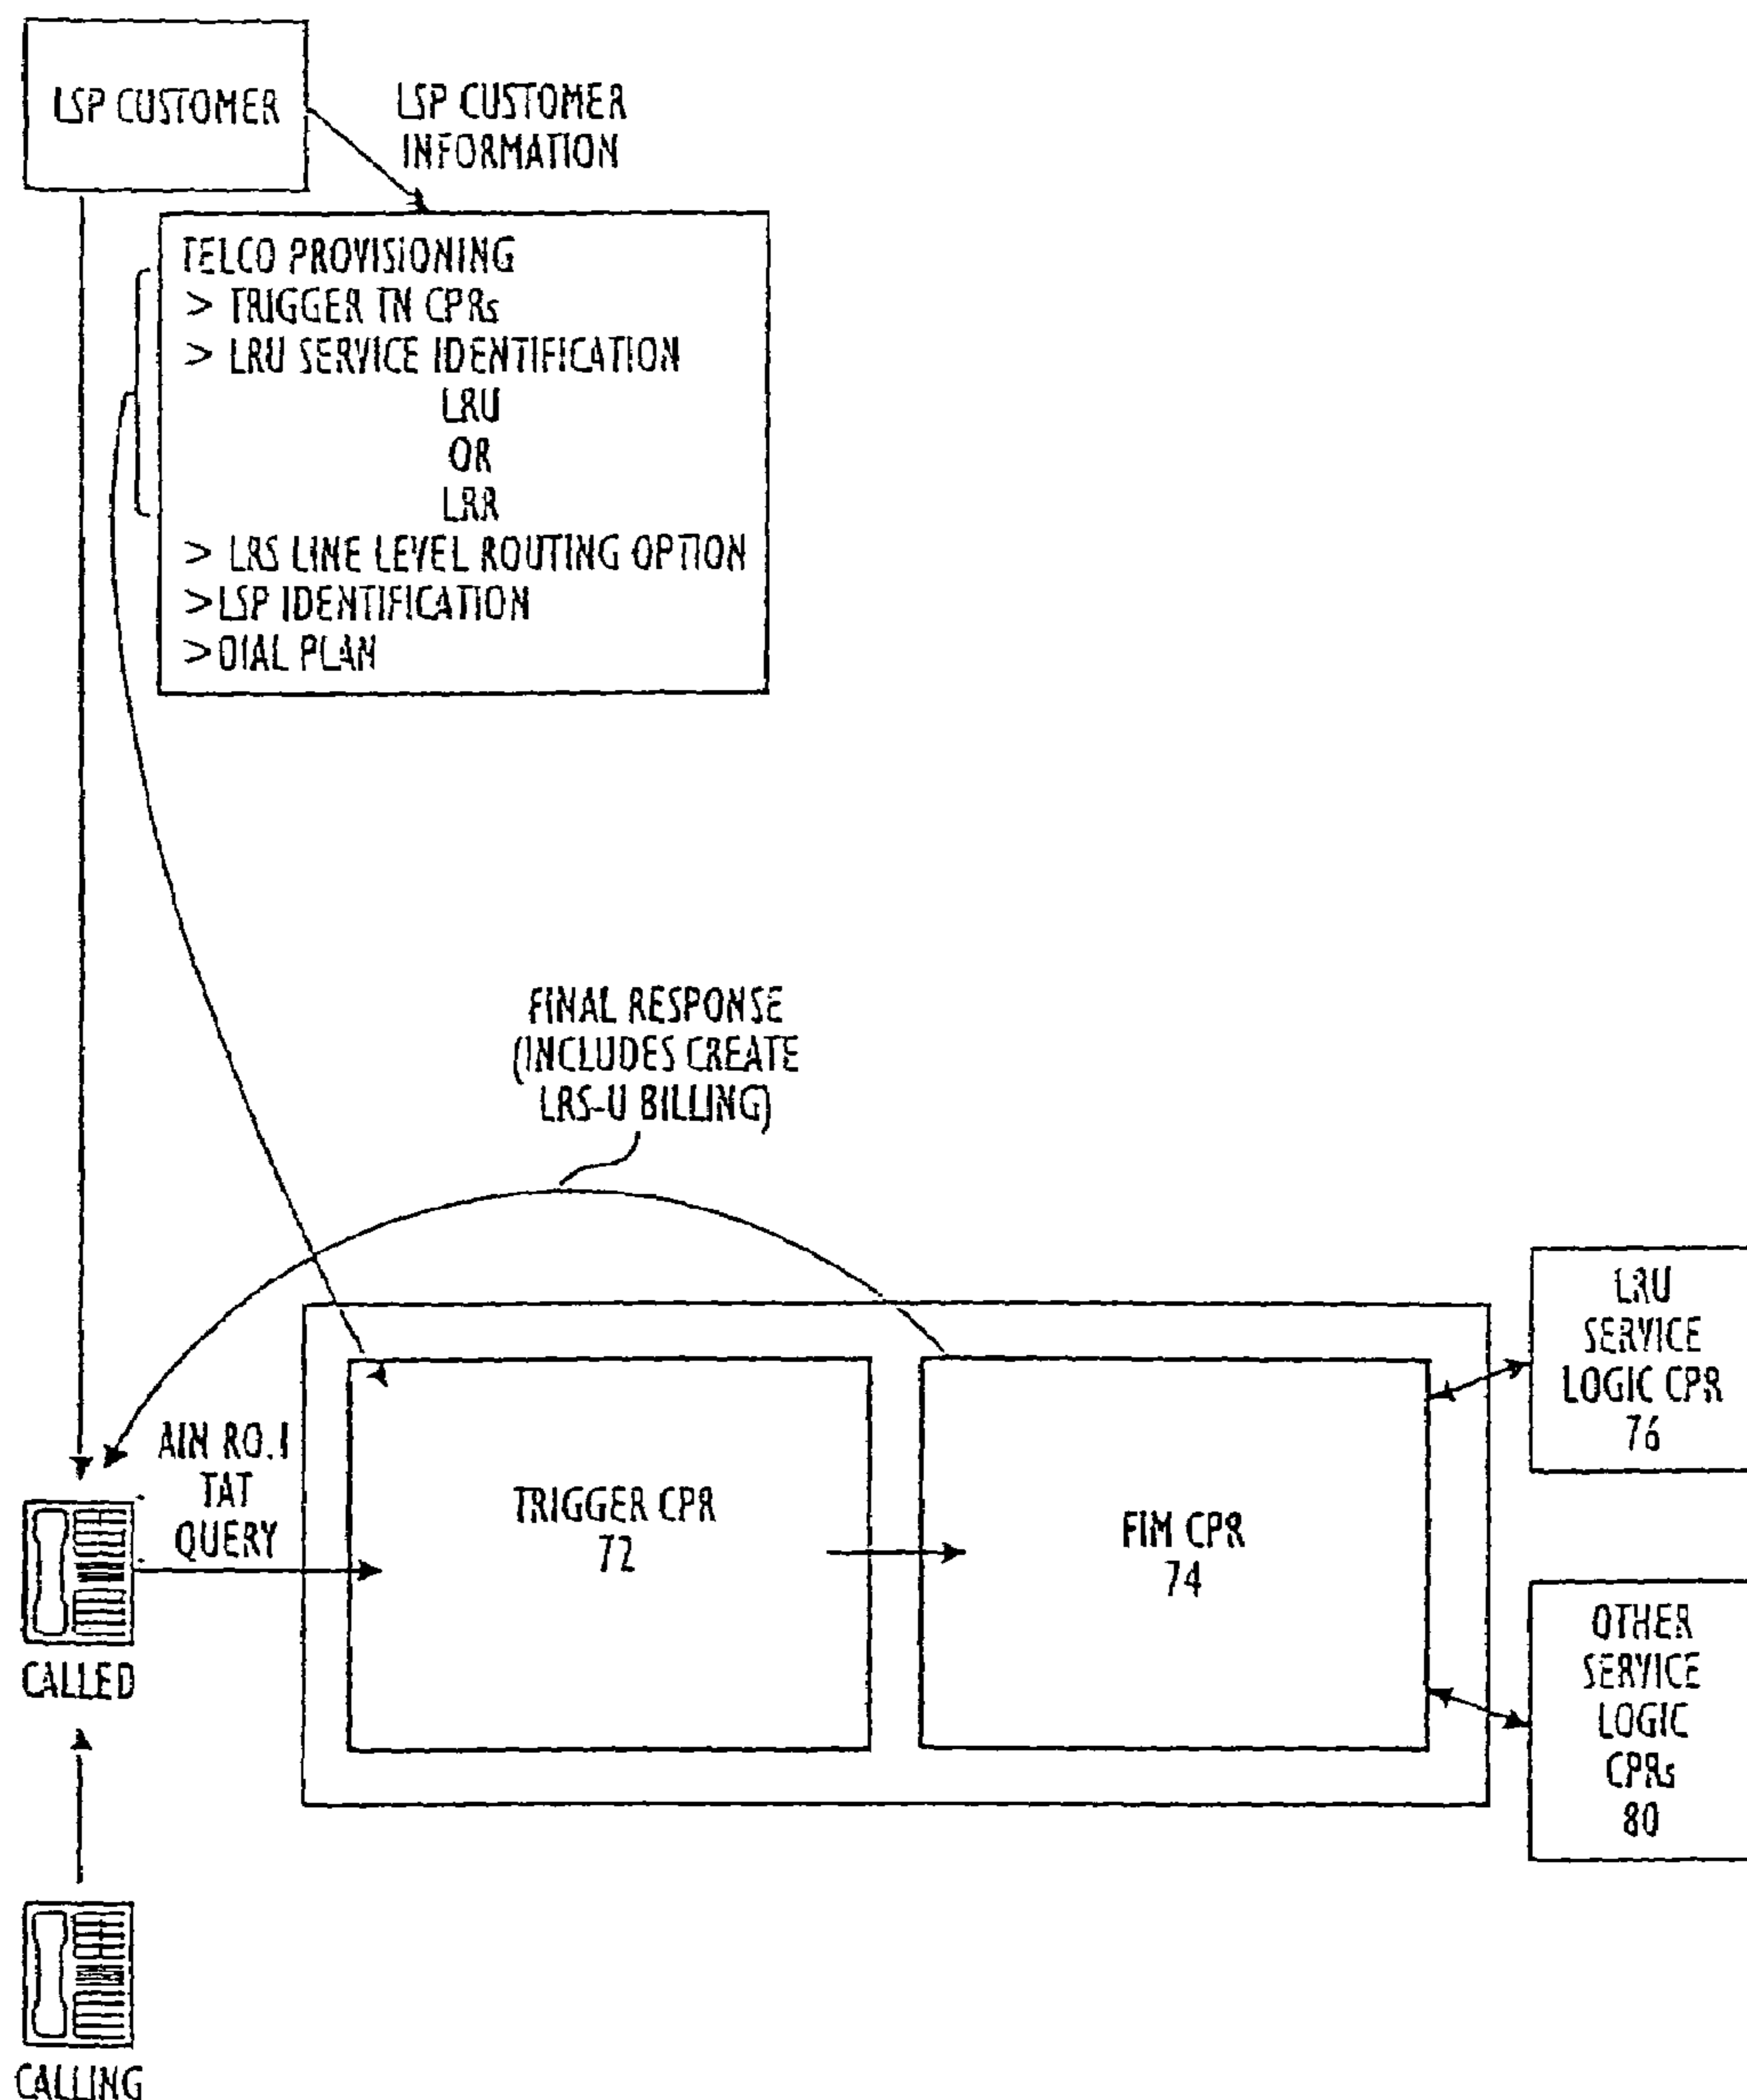 LSP CUSTOMER
LSP CUSTOMER
INFORMATION
TELCO PROVISIONING
> TRIGGER TN CPRs
> LRU SERVICE IDENTIFICATION
LRU
OR
LRR
> LRS LINE LEVEL ROUTING OPTION
>LSP IDENTIFICATION
>DIAL PLAN
FINAL RESPONSE
(INCLUDES CREATE
LRS-U BILLING)
AIN RO.1
TAT
QUERY
TRIGGER CPR
72
FIM CPR
74
LRU
SERVICE
LOGIC CPR
76
OTHER
SERVICE
LOGIC
CPRs
80
CALLED
CALLING